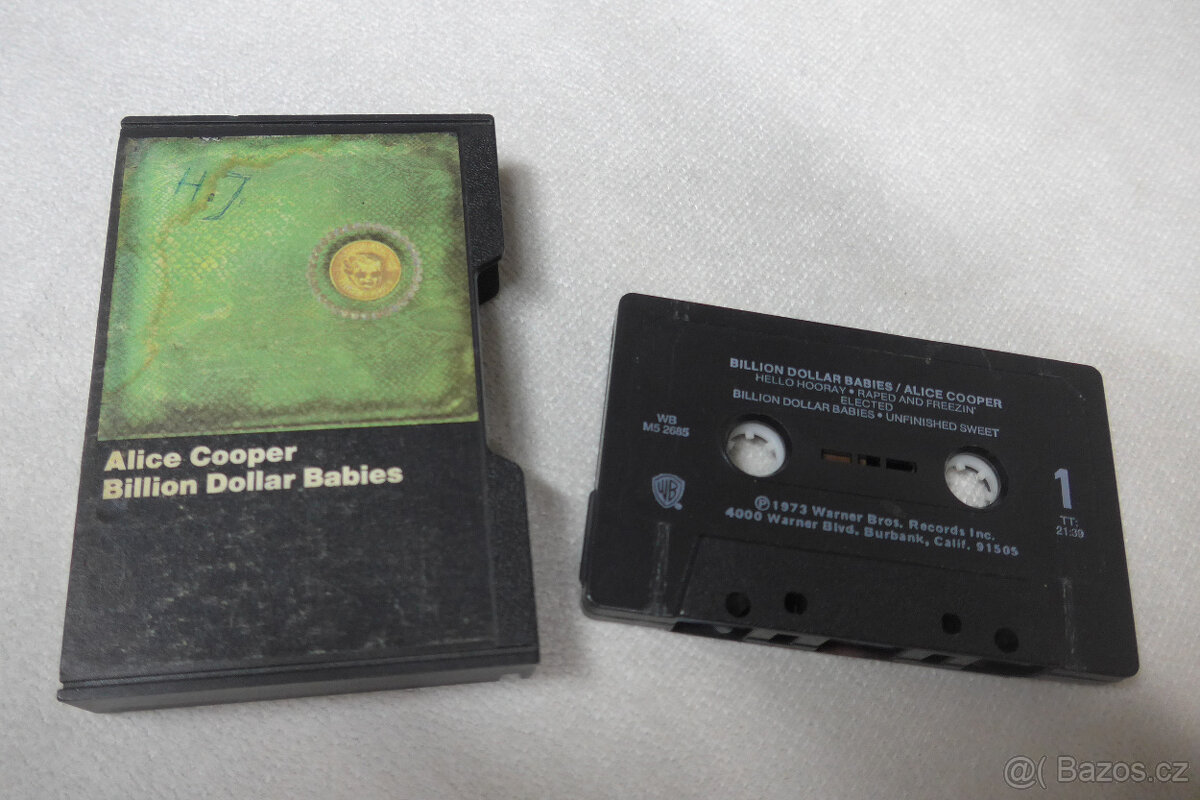 H.J.
Alice Cooper
Billion Dollar Babies
BILLION DOLLAR BABIES / ALICE COOPER
HELLO HOORAY • RAPED AND FREEZIN'
ELECTED
BILLION DOLLAR BABIES • UNFINISHED SWEET
WB
M5 2685
WB
1
TT:
21:39
℗1973 Warner Bros. Records Inc.
4000 Warner Blvd. Burbank, Calif. 91505
@( Bazos.cz